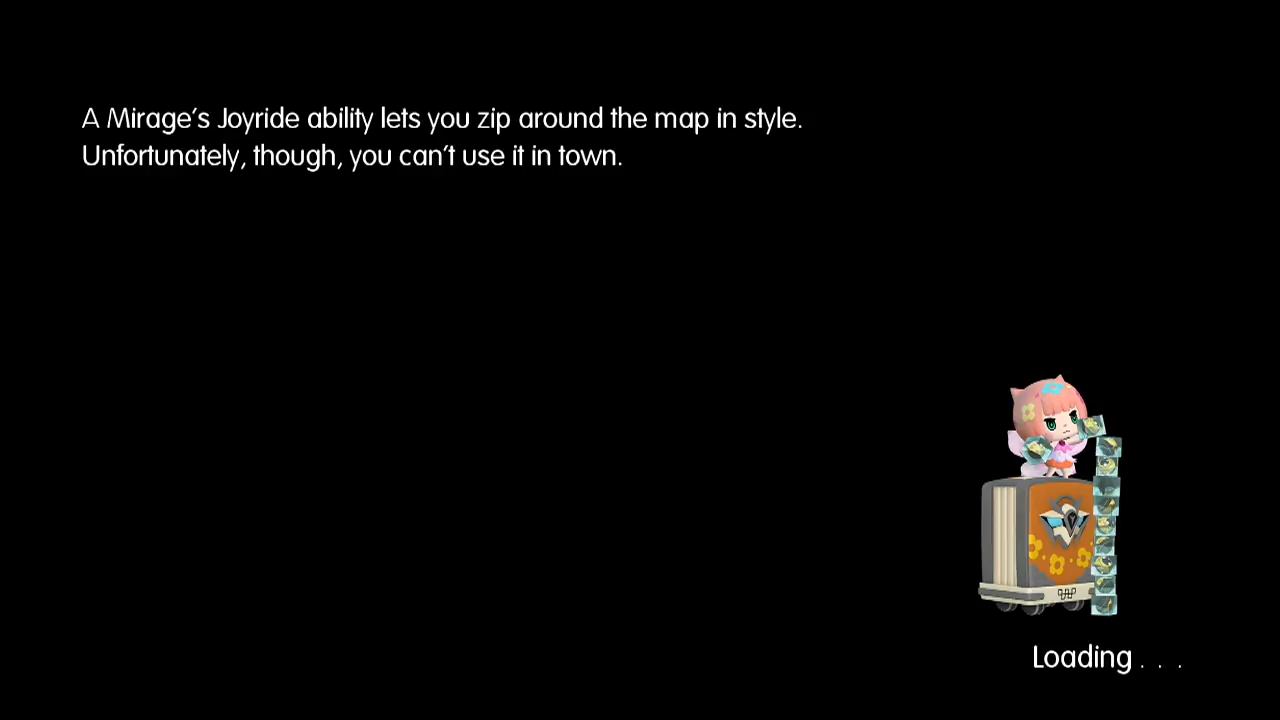 A Mirage's Joyride ability lets you zip around the map in style.
Unfortunately, though, you can't use it in town.
Loading . . .